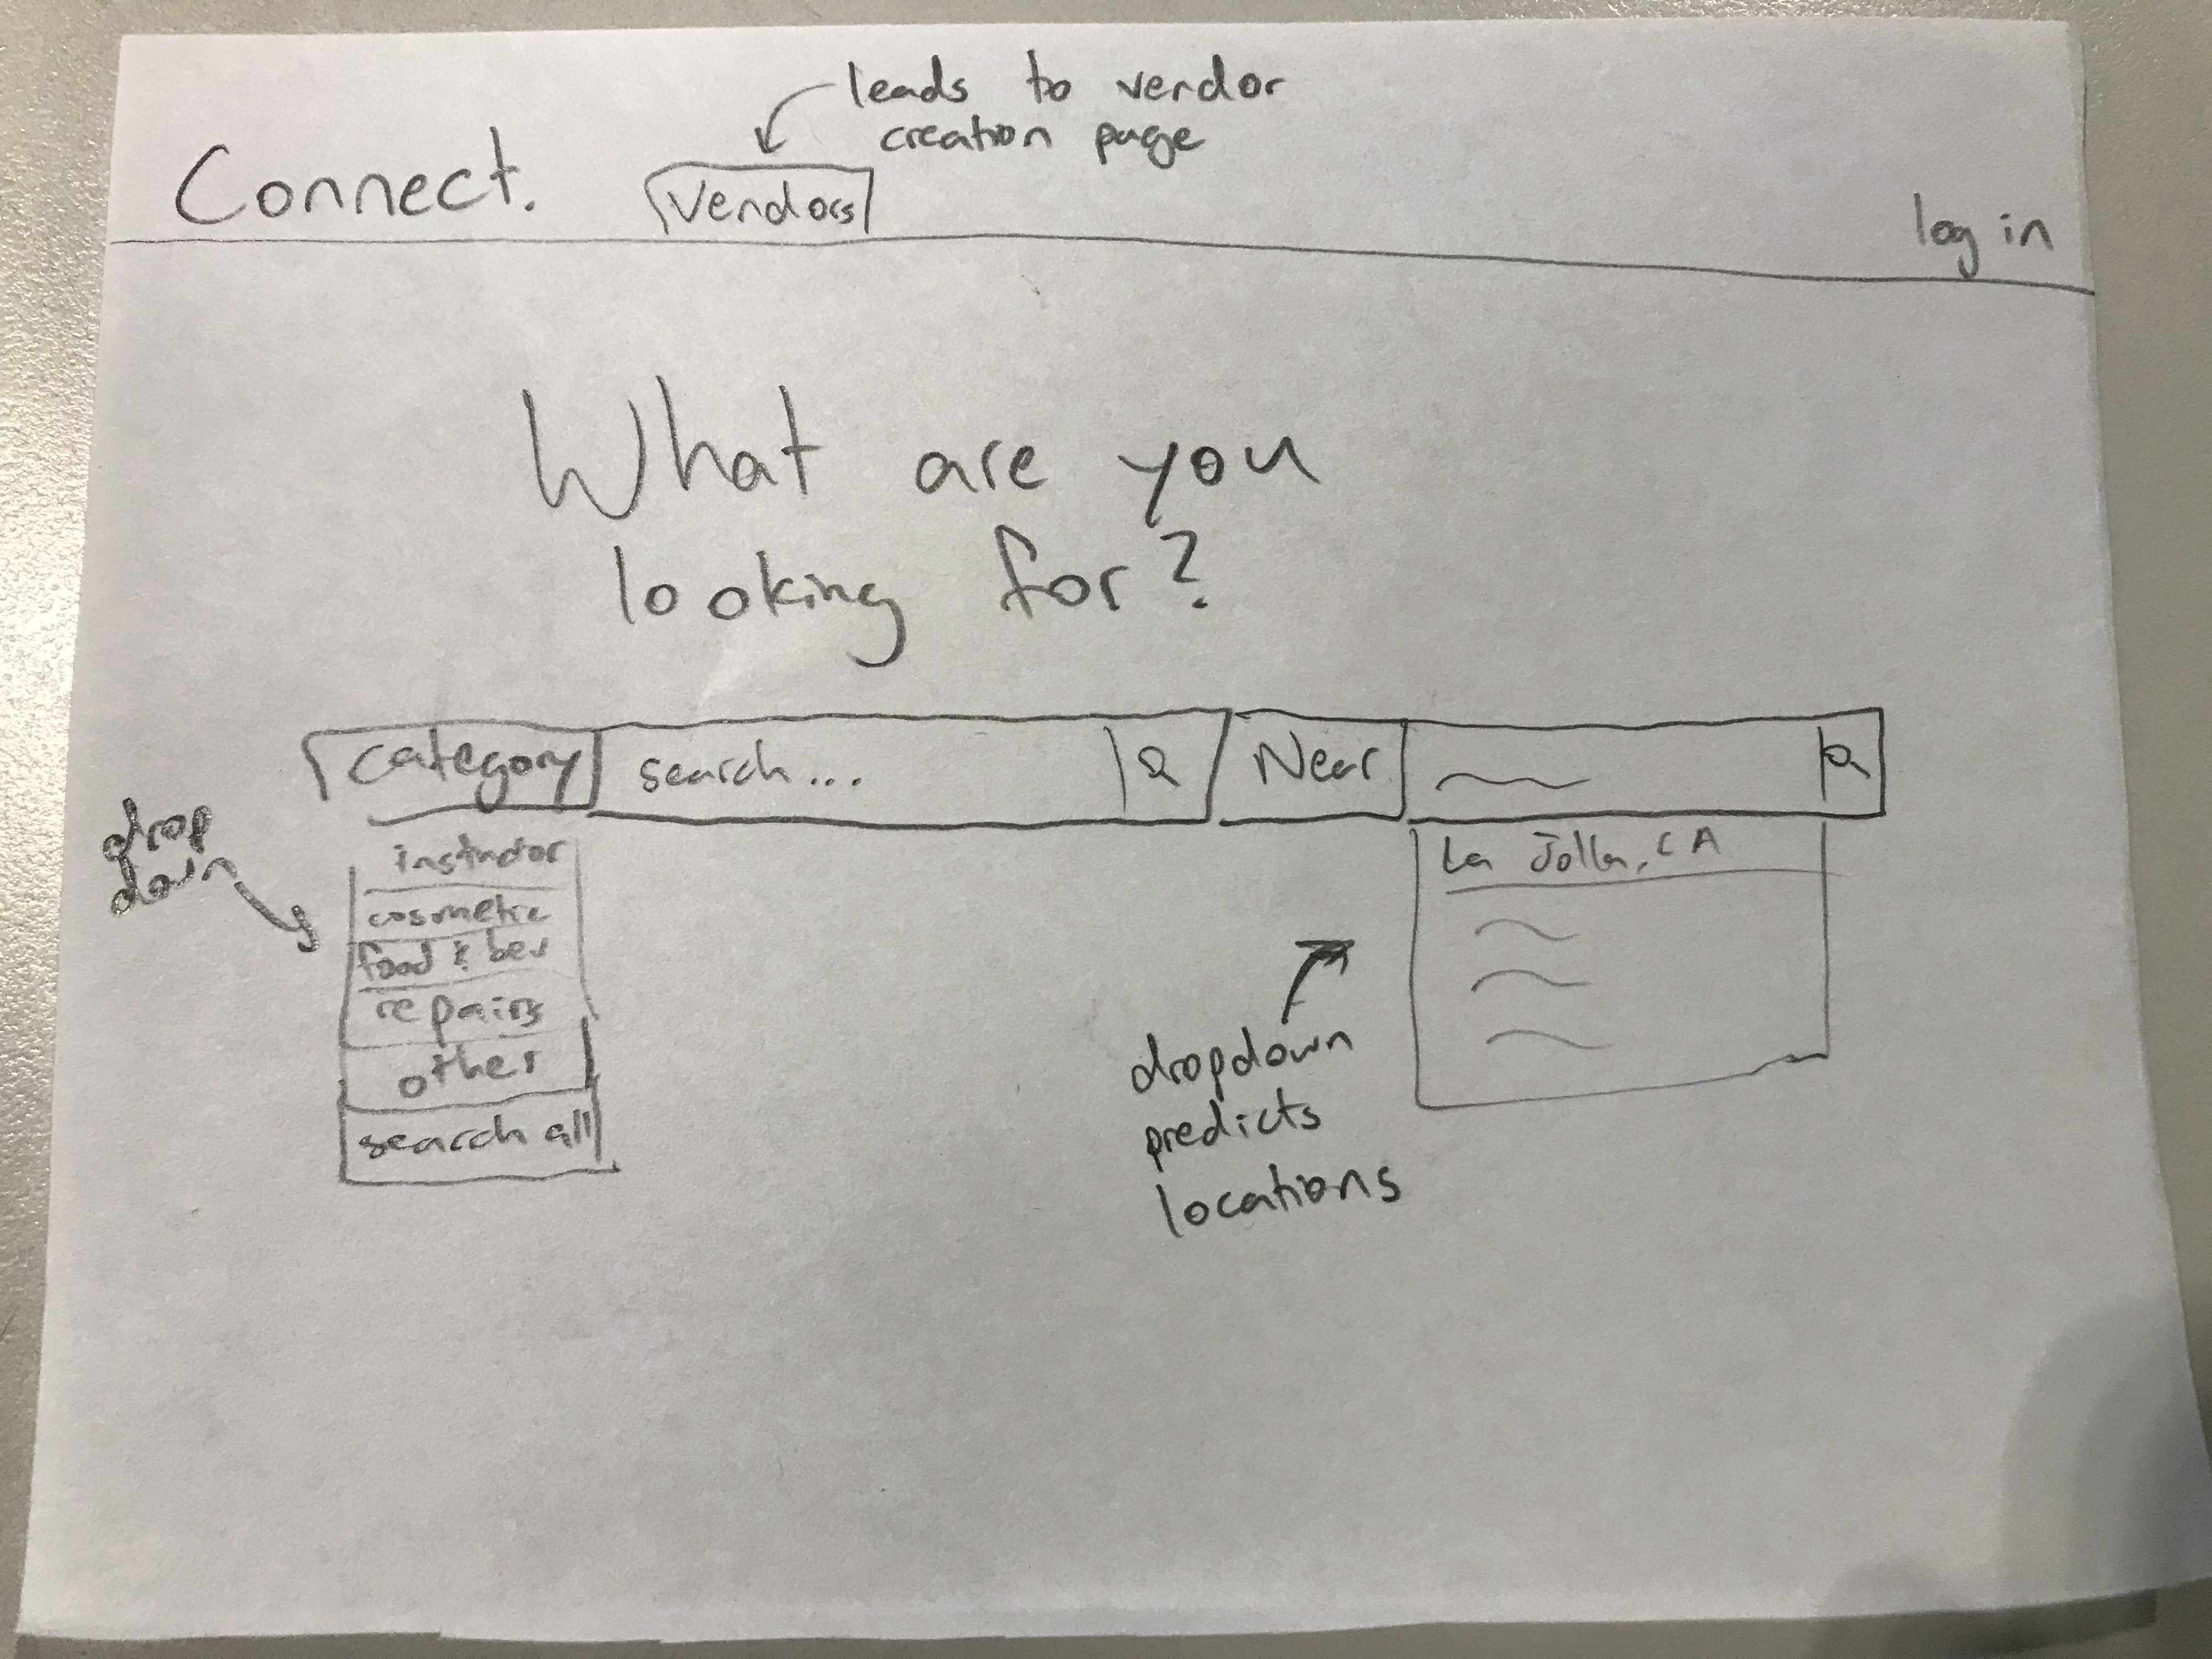 leads to vendor
creation page
Connect.
Vendors
log in
What are you
looking for?
category
search...
Near
drop
down
instructor
cosmetic
food & bev
repairs
other
search all
La Jolla, CA
dropdown
predicts
locations